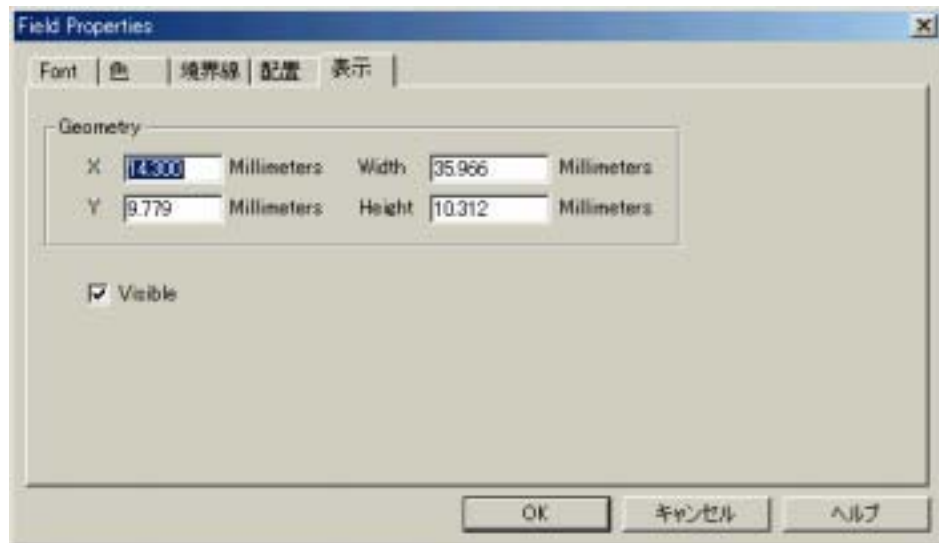 Field Properties
Font 色 境界線 配置 表示
Geometry
X 14.300 Millimeters Width 35.966 Millimeters
Y 9.779 Millimeters Height 10.312 Millimeters
Visible
OK キャンセル ヘルプ